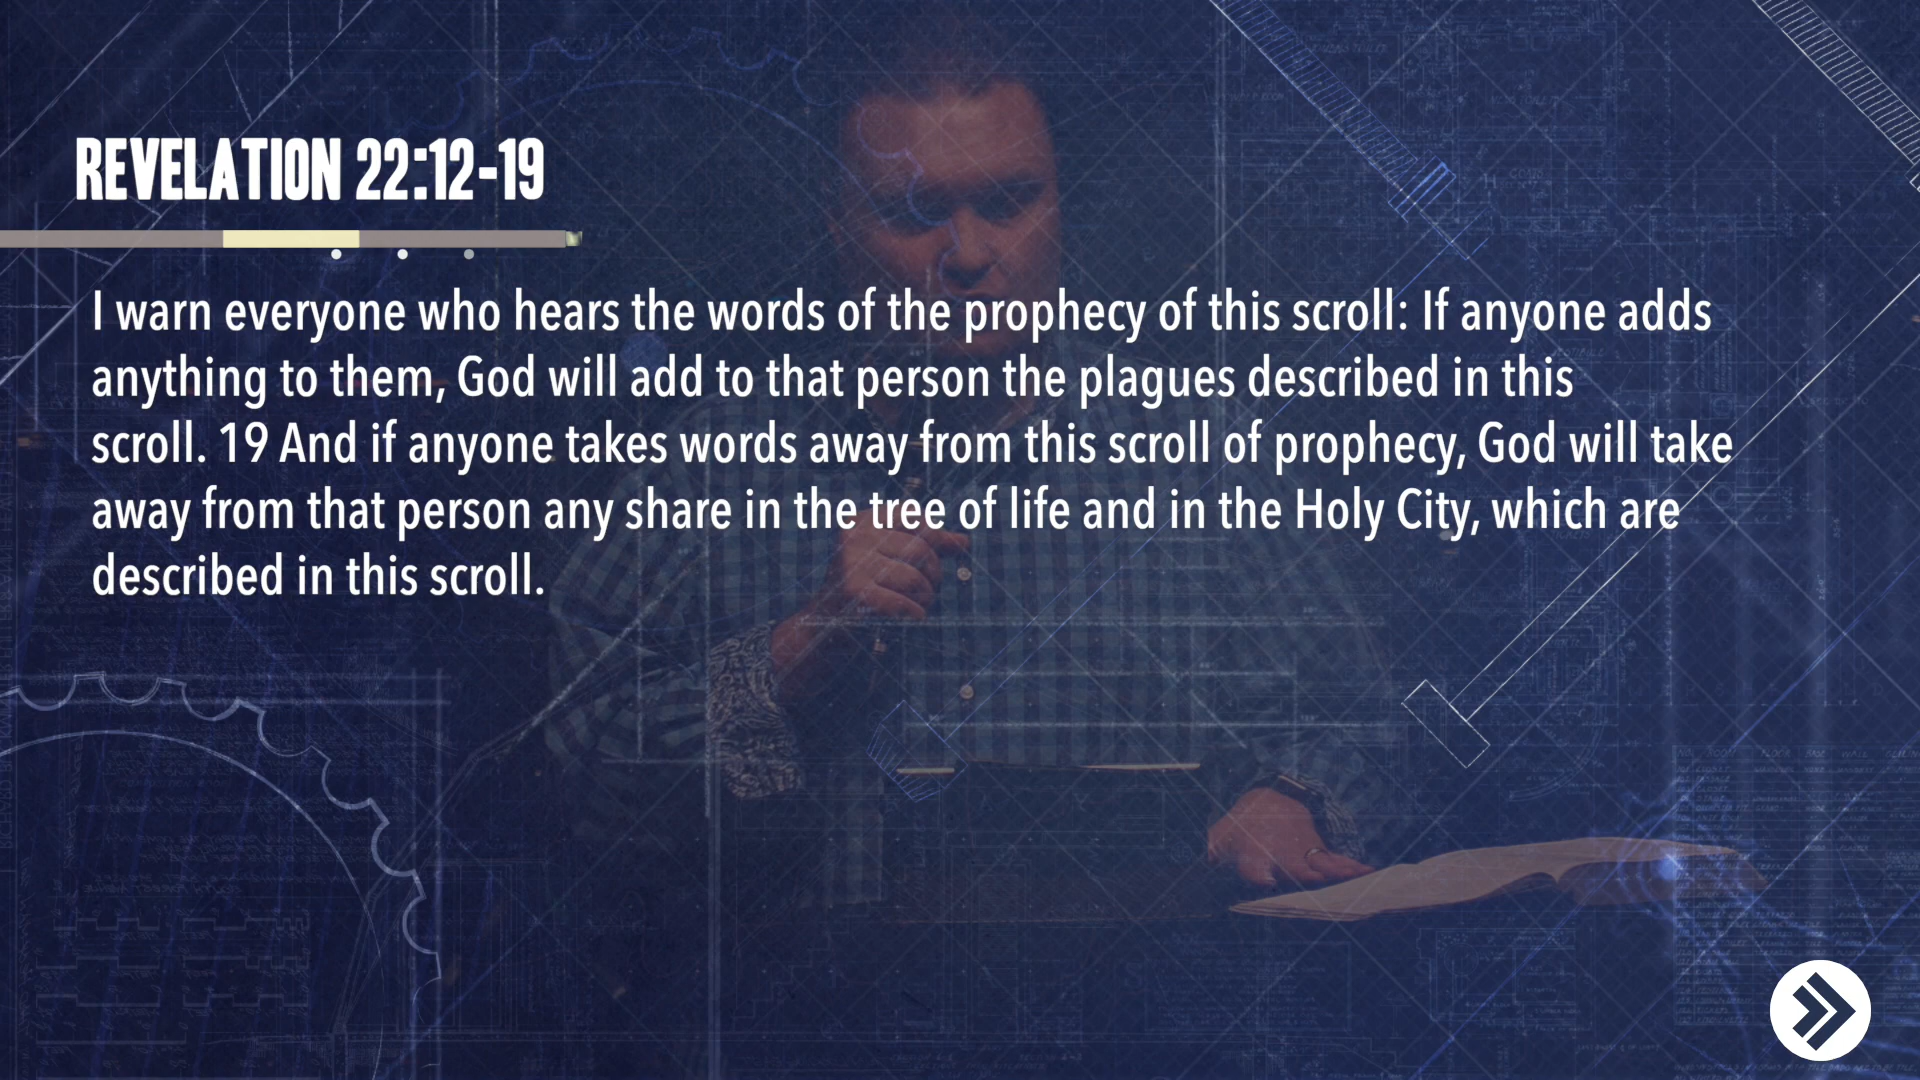 REVELATION 22:12-19
I warn everyone who hears the words of the prophecy of this scroll: If anyone adds
anything to them, God will add to that person the plagues described in this
scroll. 19 And if anyone takes words away from this scroll of prophecy, God will take
away from that person any share in the tree of life and in the Holy City, which are
described in this scroll.